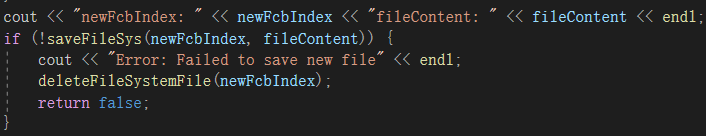 cout << "newFcbIndex: " << newFcbIndex << "fileContent: " << fileContent << endl;
if (!saveFileSys(newFcbIndex, fileContent)) {
    cout << "Error: Failed to save new file" << endl;
    deleteFileSystemFile(newFcbIndex);
    return false;
}